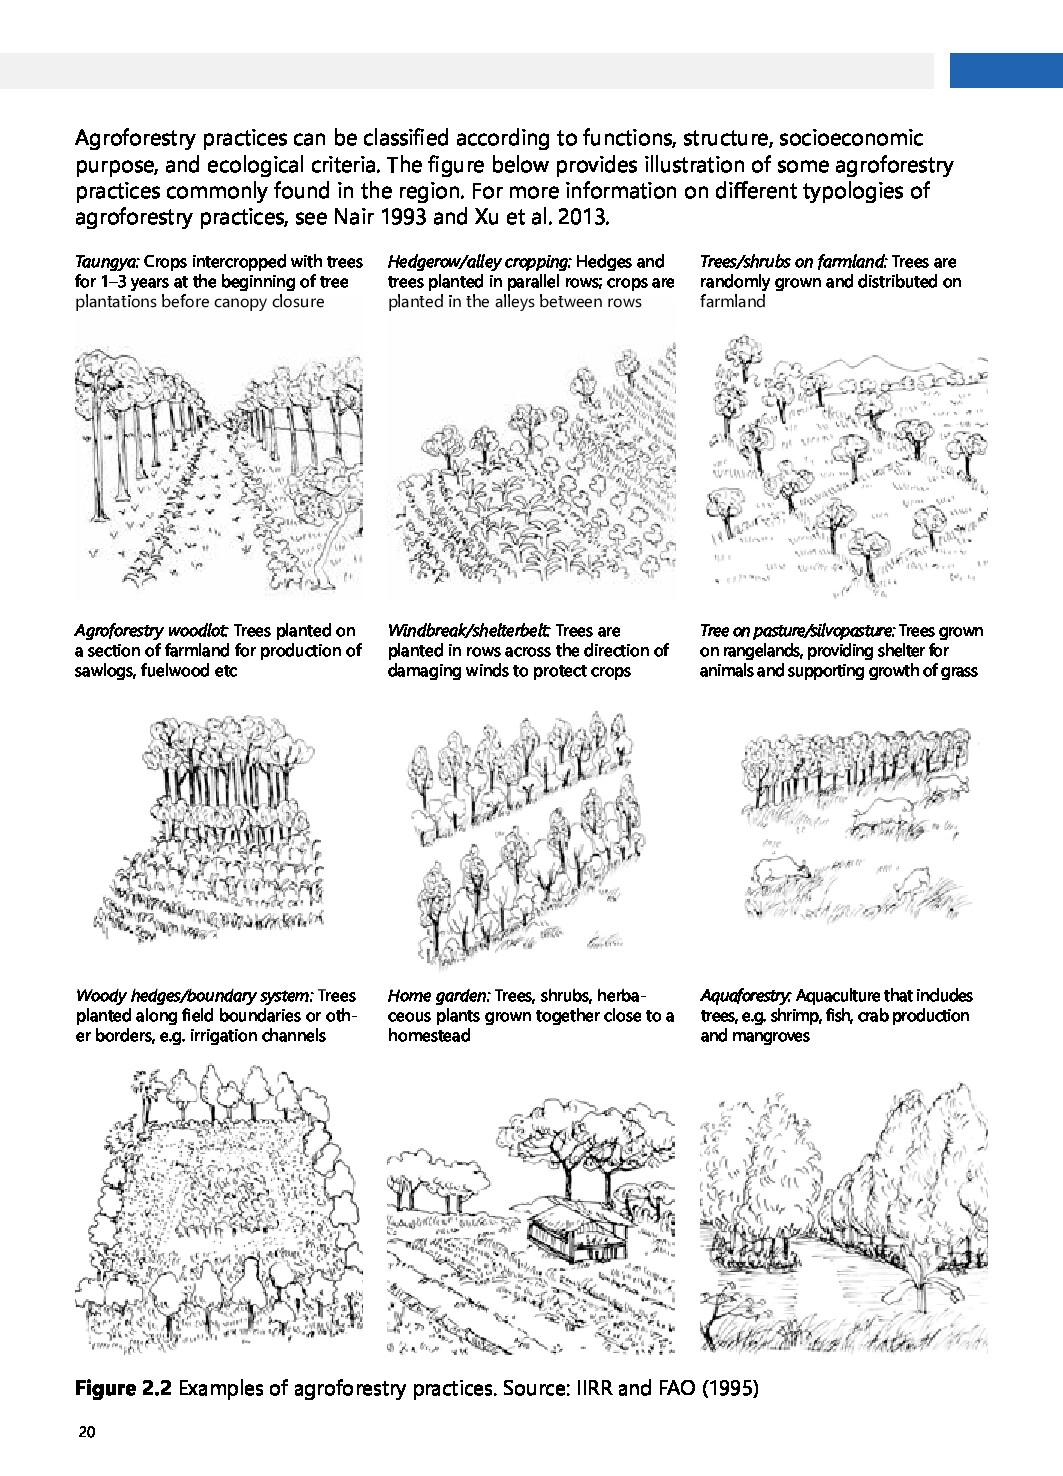 Agroforestry practices can be classified according to functions, structure, socioeconomic
purpose, and ecological criteria. The figure below provides illustration of some agroforestry
practices commonly found in the region. For more information on different typologies of
agroforestry practices, see Nair 1993 and Xu et al. 2013.
Taungya: Crops intercropped with trees
for 1–3 years at the beginning of tree
plantations before canopy closure
Hedgerow/alley cropping: Hedges and
trees planted in parallel rows; crops are
planted in the alleys between rows
Trees/shrubs on farmland: Trees are
randomly grown and distributed on
farmland
Agroforestry woodlot: Trees planted on
a section of farmland for production of
sawlogs, fuelwood etc
Windbreak/shelterbelt: Trees are
planted in rows across the direction of
damaging winds to protect crops
Tree on pasture/silvopasture: Trees grown
on rangelands, providing shelter for
animals and supporting growth of grass
Woody hedges/boundary system: Trees
planted along field boundaries or oth-
er borders, e.g. irrigation channels
Home garden: Trees, shrubs, herba-
ceous plants grown together close to a
homestead
Aquaforestry: Aquaculture that includes
trees, e.g. shrimp, fish, crab production
and mangroves
Figure 2.2 Examples of agroforestry practices. Source: IIRR and FAO (1995)
20